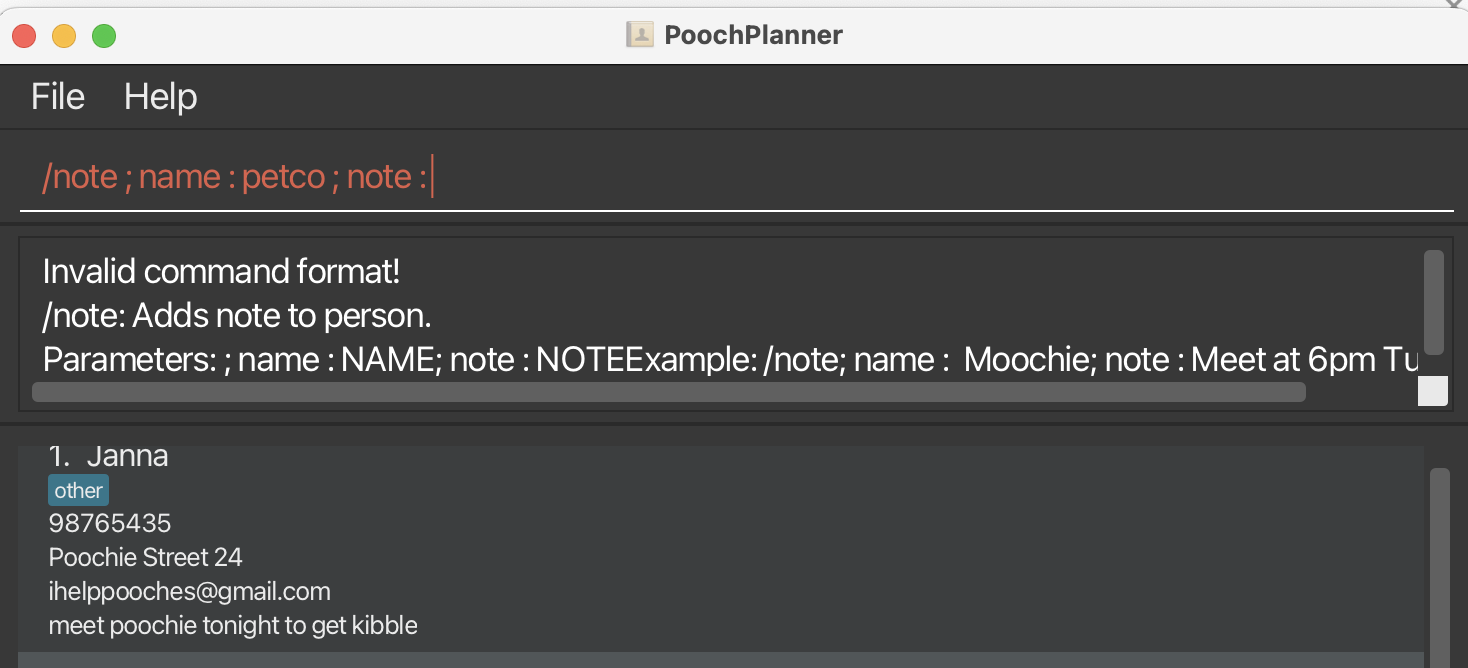 PoochPlanner
File Help
/note ; name : petco ; note :
Invalid command format!
/note: Adds note to person.
Parameters: ; name : NAME; note : NOTEExample: /note; name :  Moochie; note : Meet at 6pm Tu
1. Janna
other
98765435
Poochie Street 24
ihelppooches@gmail.com
meet poochie tonight to get kibble